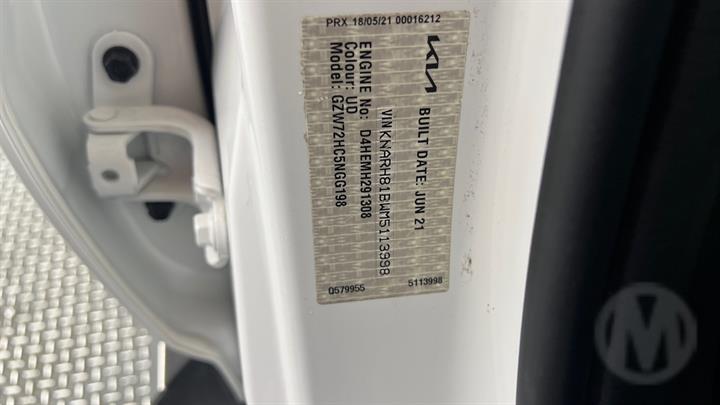 PRX 18/05/21 00016212
KIA
BUILT DATE: JUN 21
VIN KNARH81BWM5113998
ENGINE No: D4HEMH291308
Colour: UD
Model: GZW72HC5NGG198
Q579955
5113998
M